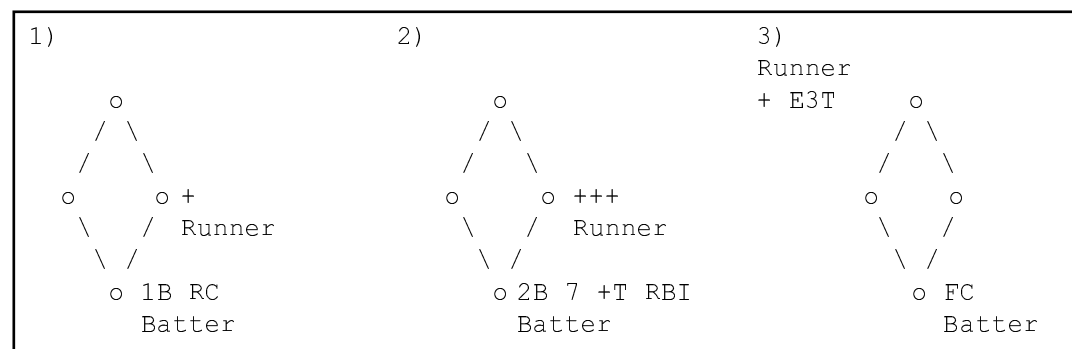 1) 2) 3)
Runner
+ E3T
+
Runner
+++
Runner
1B RC
Batter
2B 7 +T RBI
Batter
FC
Batter